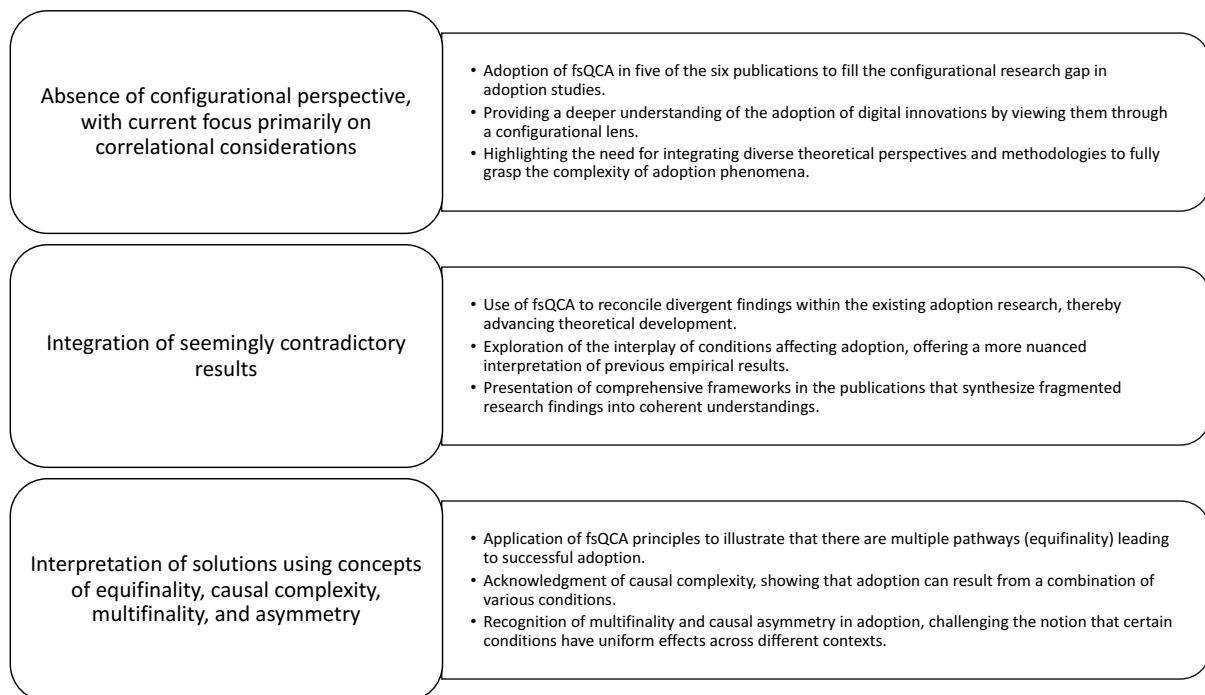 Absence of configurational perspective,
with current focus primarily on
correlational considerations
• Adoption of fsQCA in five of the six publications to fill the configurational research gap in
adoption studies.
• Providing a deeper understanding of the adoption of digital innovations by viewing them through
a configurational lens.
• Highlighting the need for integrating diverse theoretical perspectives and methodologies to fully
grasp the complexity of adoption phenomena.
Integration of seemingly contradictory
results
• Use of fsQCA to reconcile divergent findings within the existing adoption research, thereby
advancing theoretical development.
• Exploration of the interplay of conditions affecting adoption, offering a more nuanced
interpretation of previous empirical results.
• Presentation of comprehensive frameworks in the publications that synthesize fragmented
research findings into coherent understandings.
Interpretation of solutions using concepts
of equifinality, causal complexity,
multifinality, and asymmetry
• Application of fsQCA principles to illustrate that there are multiple pathways (equifinality) leading
to successful adoption.
• Acknowledgment of causal complexity, showing that adoption can result from a combination of
various conditions.
• Recognition of multifinality and causal asymmetry in adoption, challenging the notion that certain
conditions have uniform effects across different contexts.